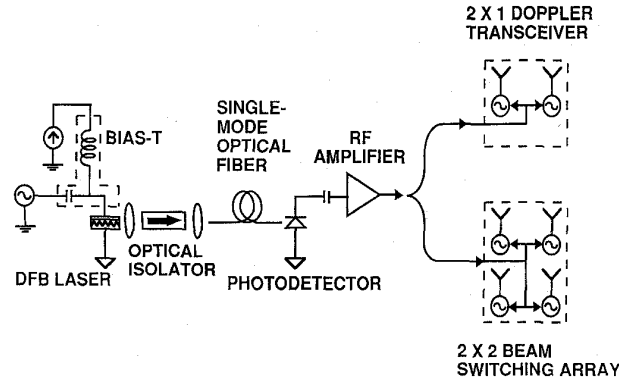 2 X 1 DOPPLER
TRANSCEIVER
SINGLE-
MODE
OPTICAL
FIBER
RF
AMPLIFIER
BIAS-T
OPTICAL
ISOLATOR
DFB LASER
PHOTODETECTOR
2 X 2 BEAM
SWITCHING ARRAY